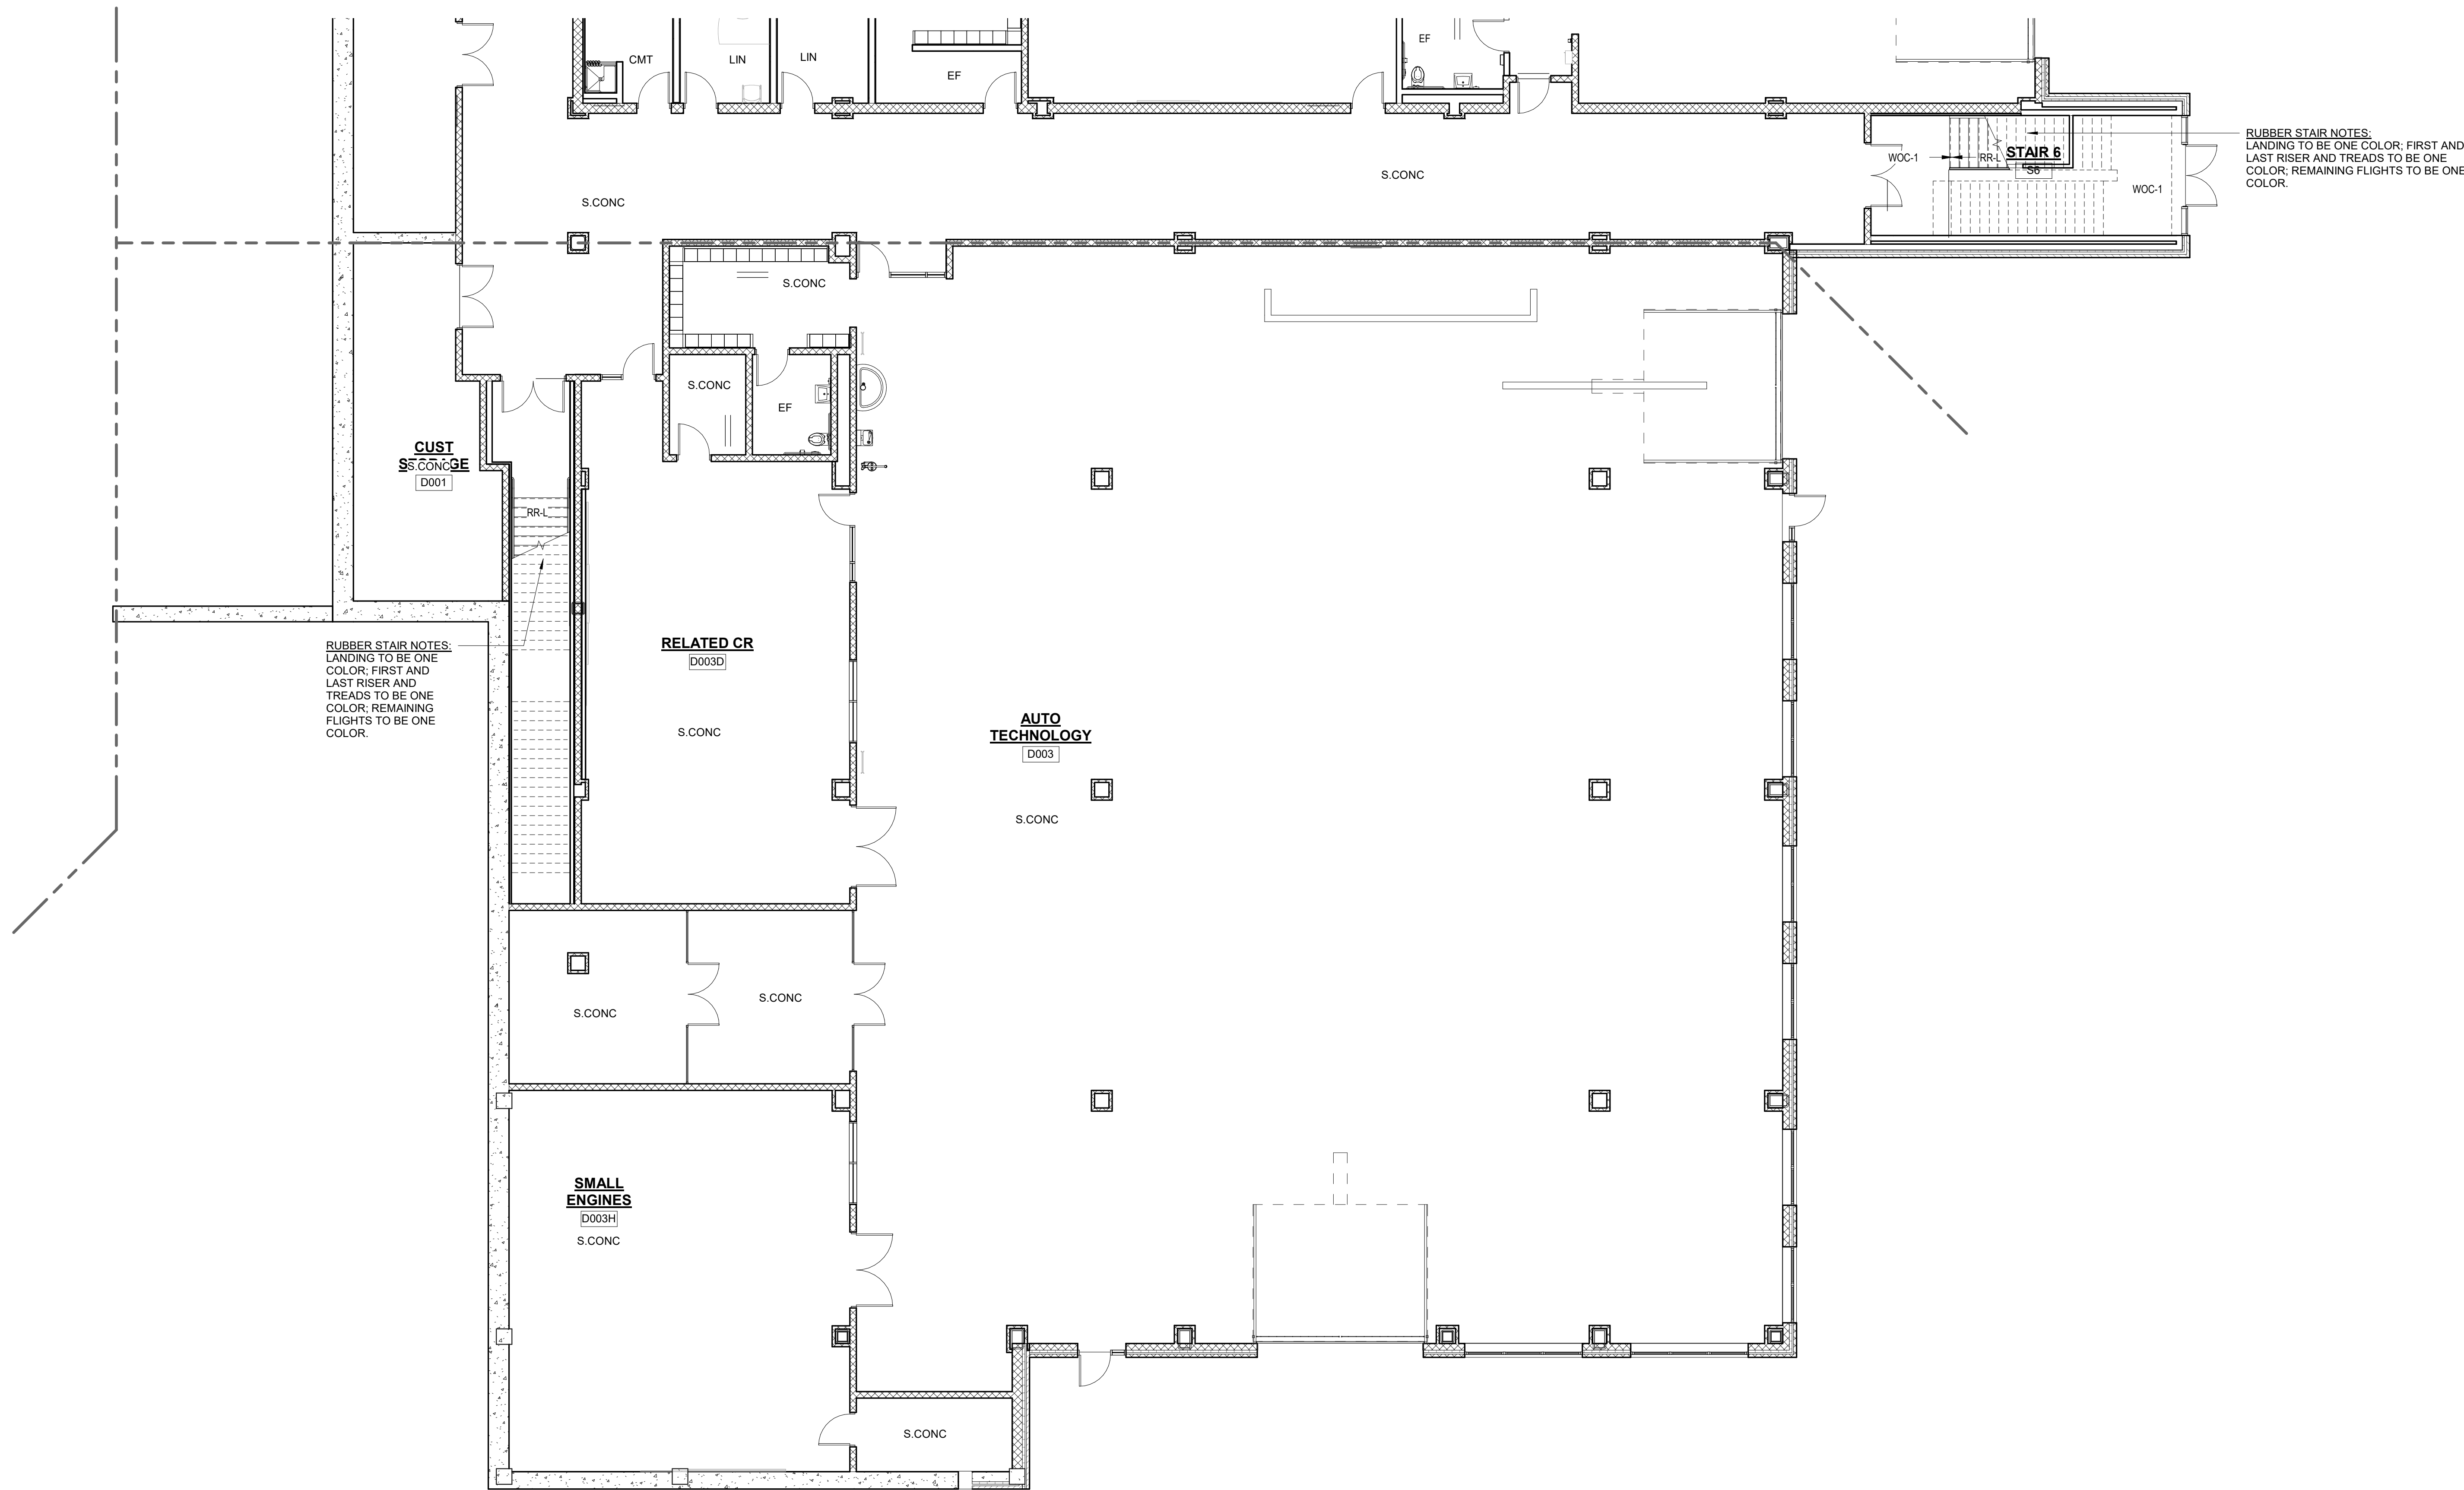 CMT
LIN
LIN
EF
EF
S.CONC
S.CONC
WOC-1
RR-L
STAIR 6
S6
WOC-1
RUBBER STAIR NOTES:
LANDING TO BE ONE COLOR; FIRST AND
LAST RISER AND TREADS TO BE ONE
COLOR; REMAINING FLIGHTS TO BE ONE
COLOR.
S.CONC
S.CONC
EF
CUST
STORAGE
S.CONC
D001
RR-L
RUBBER STAIR NOTES:
LANDING TO BE ONE
COLOR; FIRST AND
LAST RISER AND
TREADS TO BE ONE
COLOR; REMAINING
FLIGHTS TO BE ONE
COLOR.
RELATED CR
D003D
S.CONC
AUTO
TECHNOLOGY
D003
S.CONC
S.CONC
S.CONC
SMALL
ENGINES
D003H
S.CONC
S.CONC